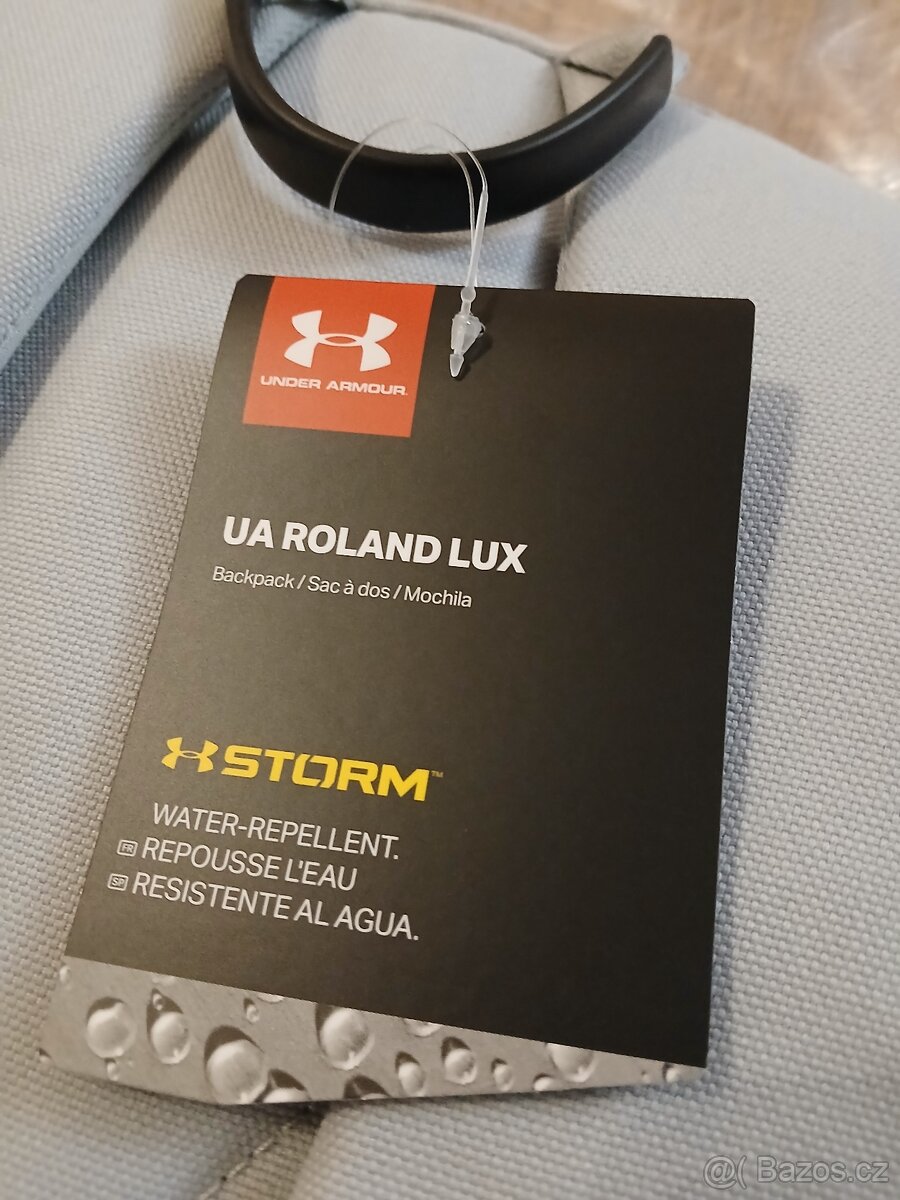 UNDER ARMOUR.
UA ROLAND LUX
Backpack / Sac à dos / Mochila
STORM™
WATER-REPELLENT.
FR REPOUSSE L'EAU
SP RESISTENTE AL AGUA.
@( Bazos.cz